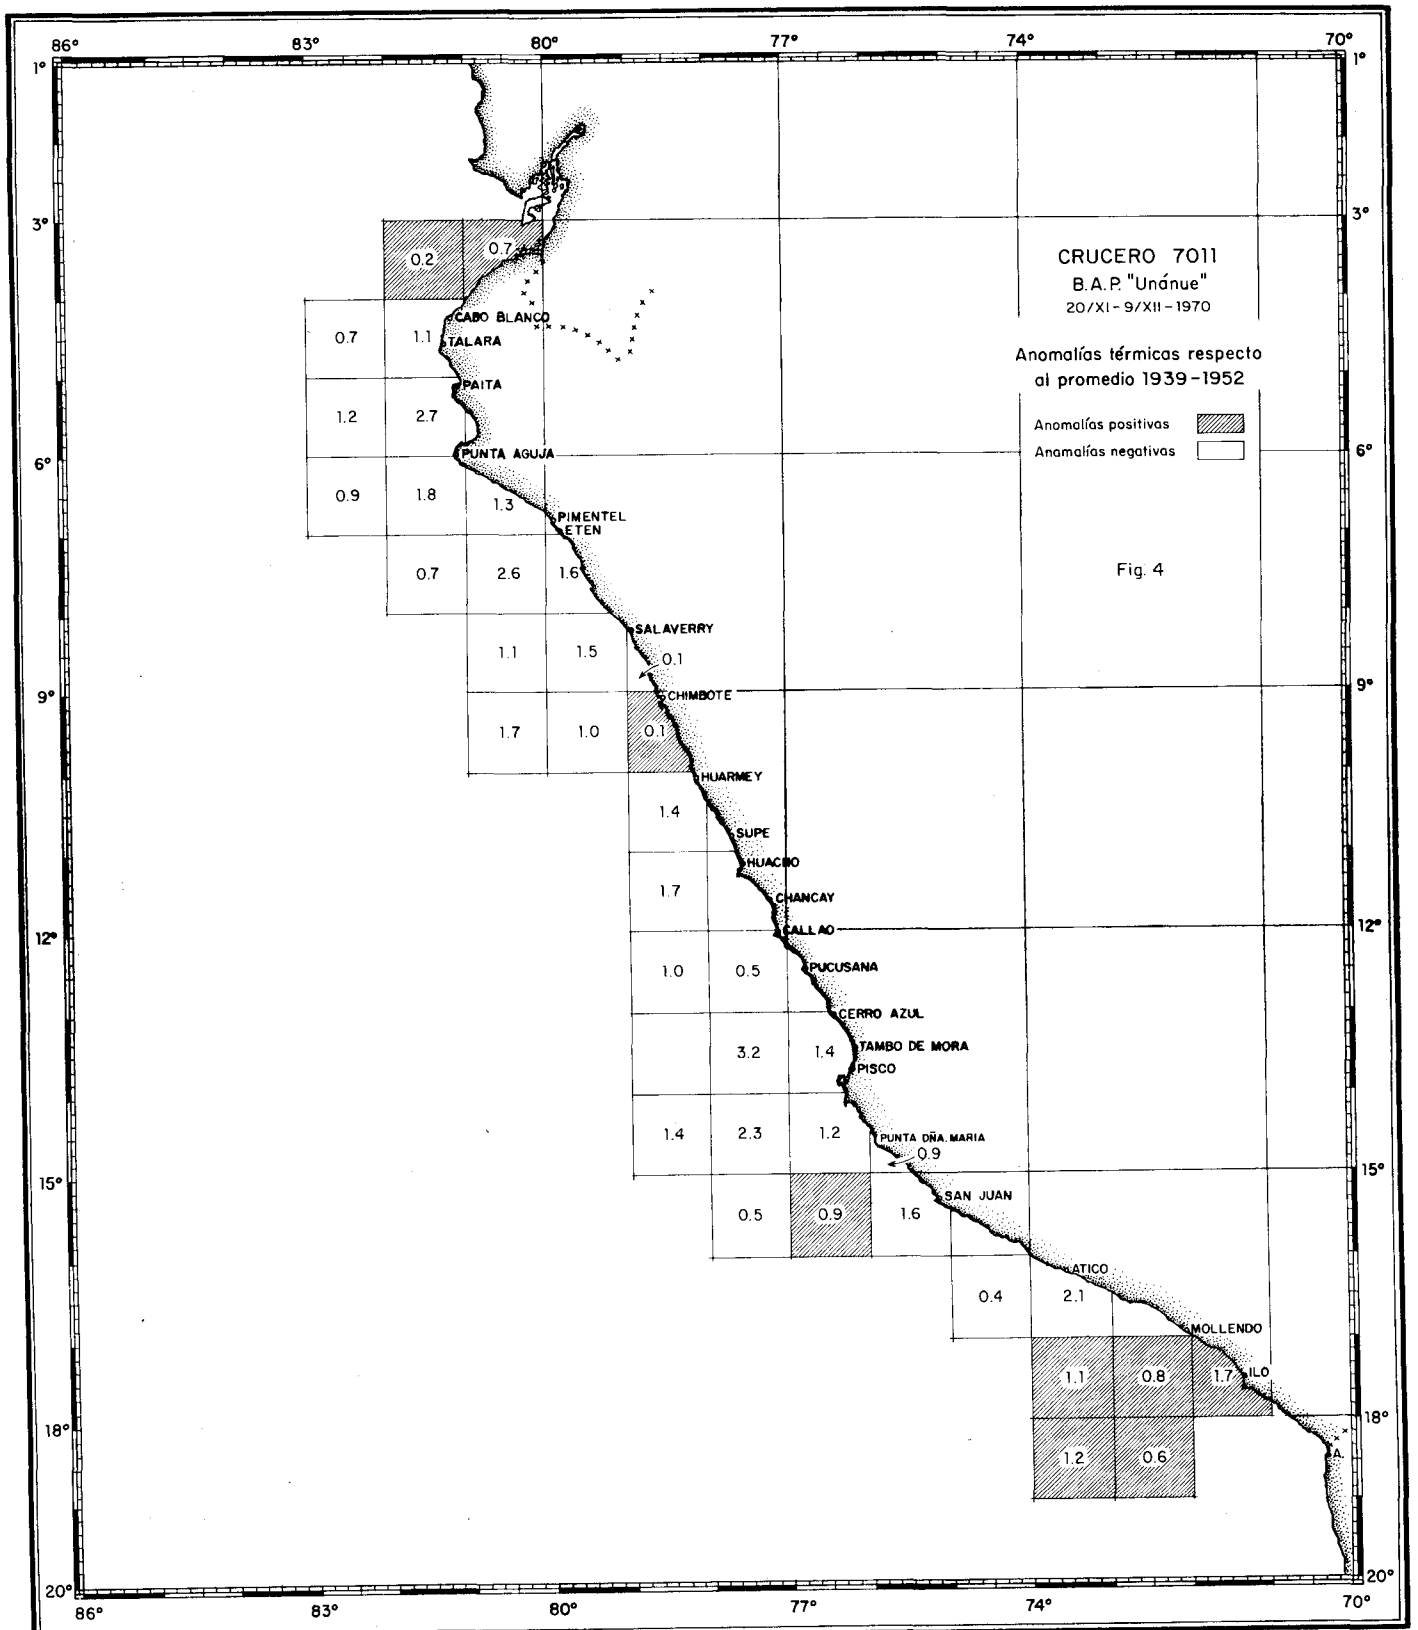 86° 83° 80° 77° 74° 70°
1° 1°
3° 3°
0.2 0.7
CRUCERO 7011
B.A.P. "Unánue"
20/XI-9/XII-1970
CABO BLANCO
0.7 1.1
TALARA
Anomalías térmicas respecto
al promedio 1939-1952
PAITA
1.2 2.7
Anomalías positivas
Anamalías negativas
PUNTA AGUJA
6° 6°
0.9 1.8 1.3
PIMENTEL
ETEN
0.7 2.6 1.6
Fig. 4
SALAVERRY
1.1 1.5 0.1
9° CHIMBOTE 9°
1.7 1.0 0.1
HUARMEY
1.4
SUPE
HUACHO
1.7
CHANCAY
12° CALLAO 12°
1.0 0.5
PUCUSANA
CERRO AZUL
3.2 1.4
TAMBO DE MORA
PISCO
1.4 2.3 1.2
PUNTA DÑA. MARIA
0.9
15° 15°
SAN JUAN
0.5 0.9 1.6
ATICO
0.4 2.1
MOLLENDO
1.1 0.8 1.7
ILO
18° 18°
A.
1.2 0.6
20° 20°
86° 83° 80° 77° 74° 70°